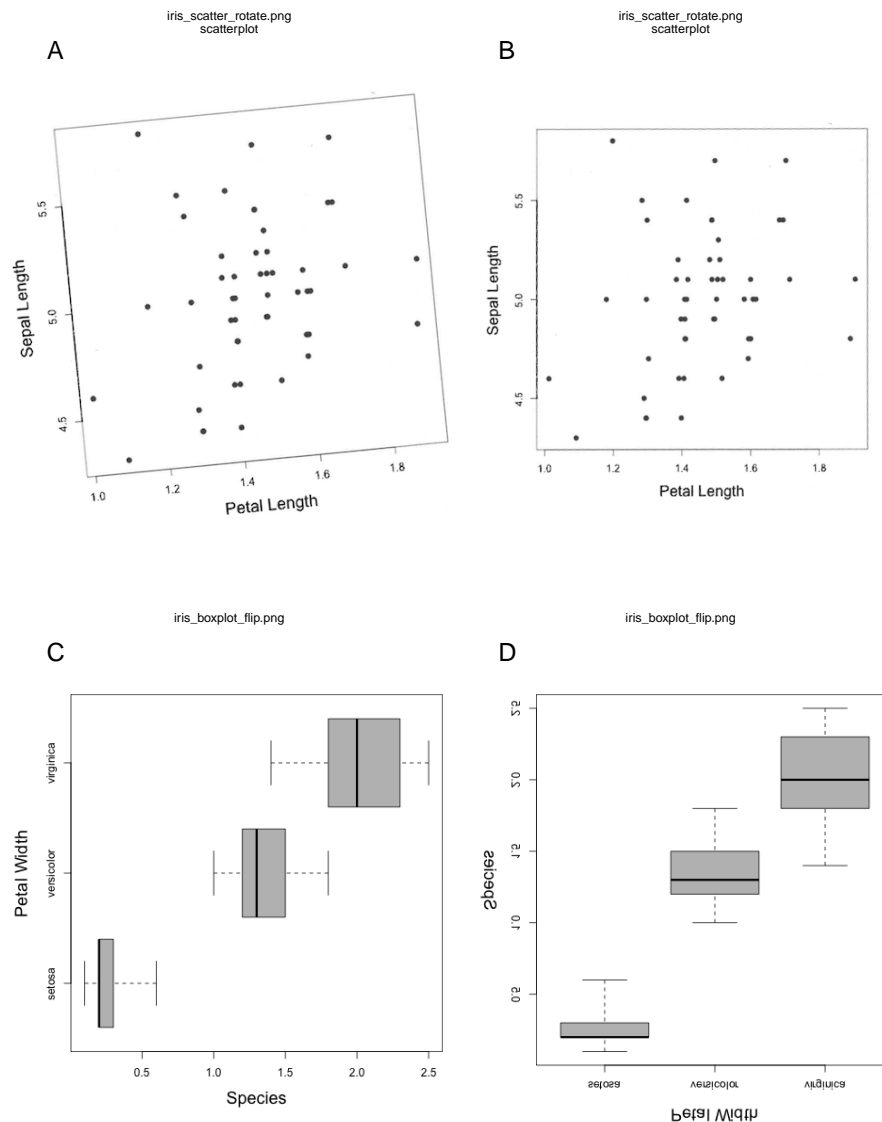 iris_scatter_rotate.png
scatterplot
A
5.5
5.0
4.5
Sepal Length
1.0
1.2
1.4
1.6
1.8
Petal Length
iris_scatter_rotate.png
scatterplot
B
5.5
5.0
4.5
Sepal Length
1.0
1.2
1.4
1.6
1.8
Petal Length
iris_boxplot_flip.png
C
virginica
versicolor
setosa
Petal Width
0.5
1.0
1.5
2.0
2.5
Species
iris_boxplot_flip.png
D
2.5
2.0
1.5
1.0
0.5
Species
setosa
versicolor
virginica
Petal Width